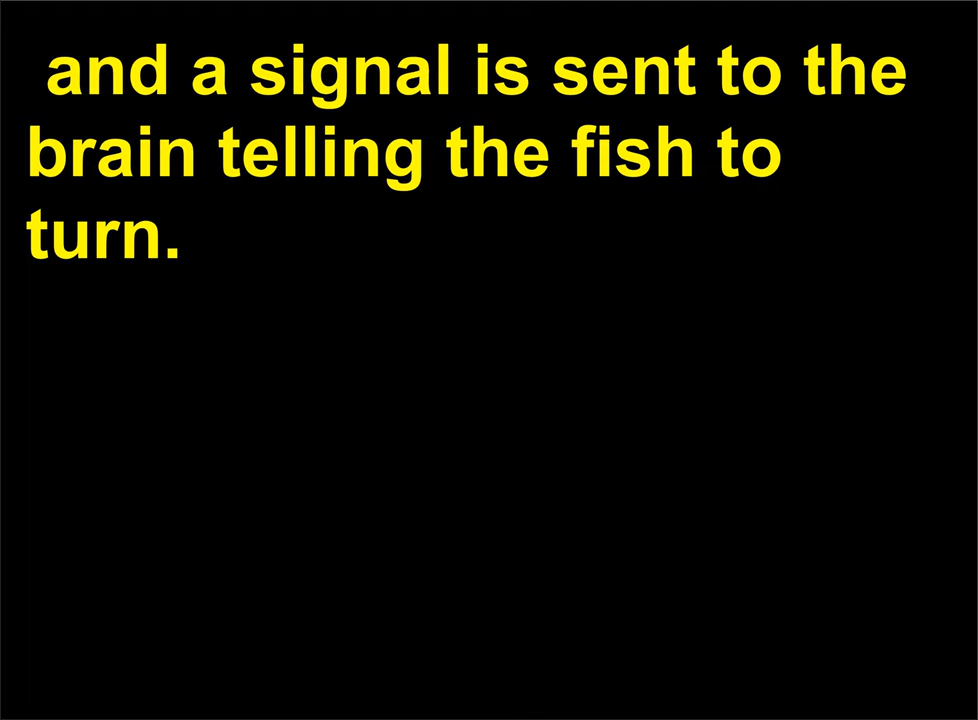 and a signal is sent to the
brain telling the fish to
turn.